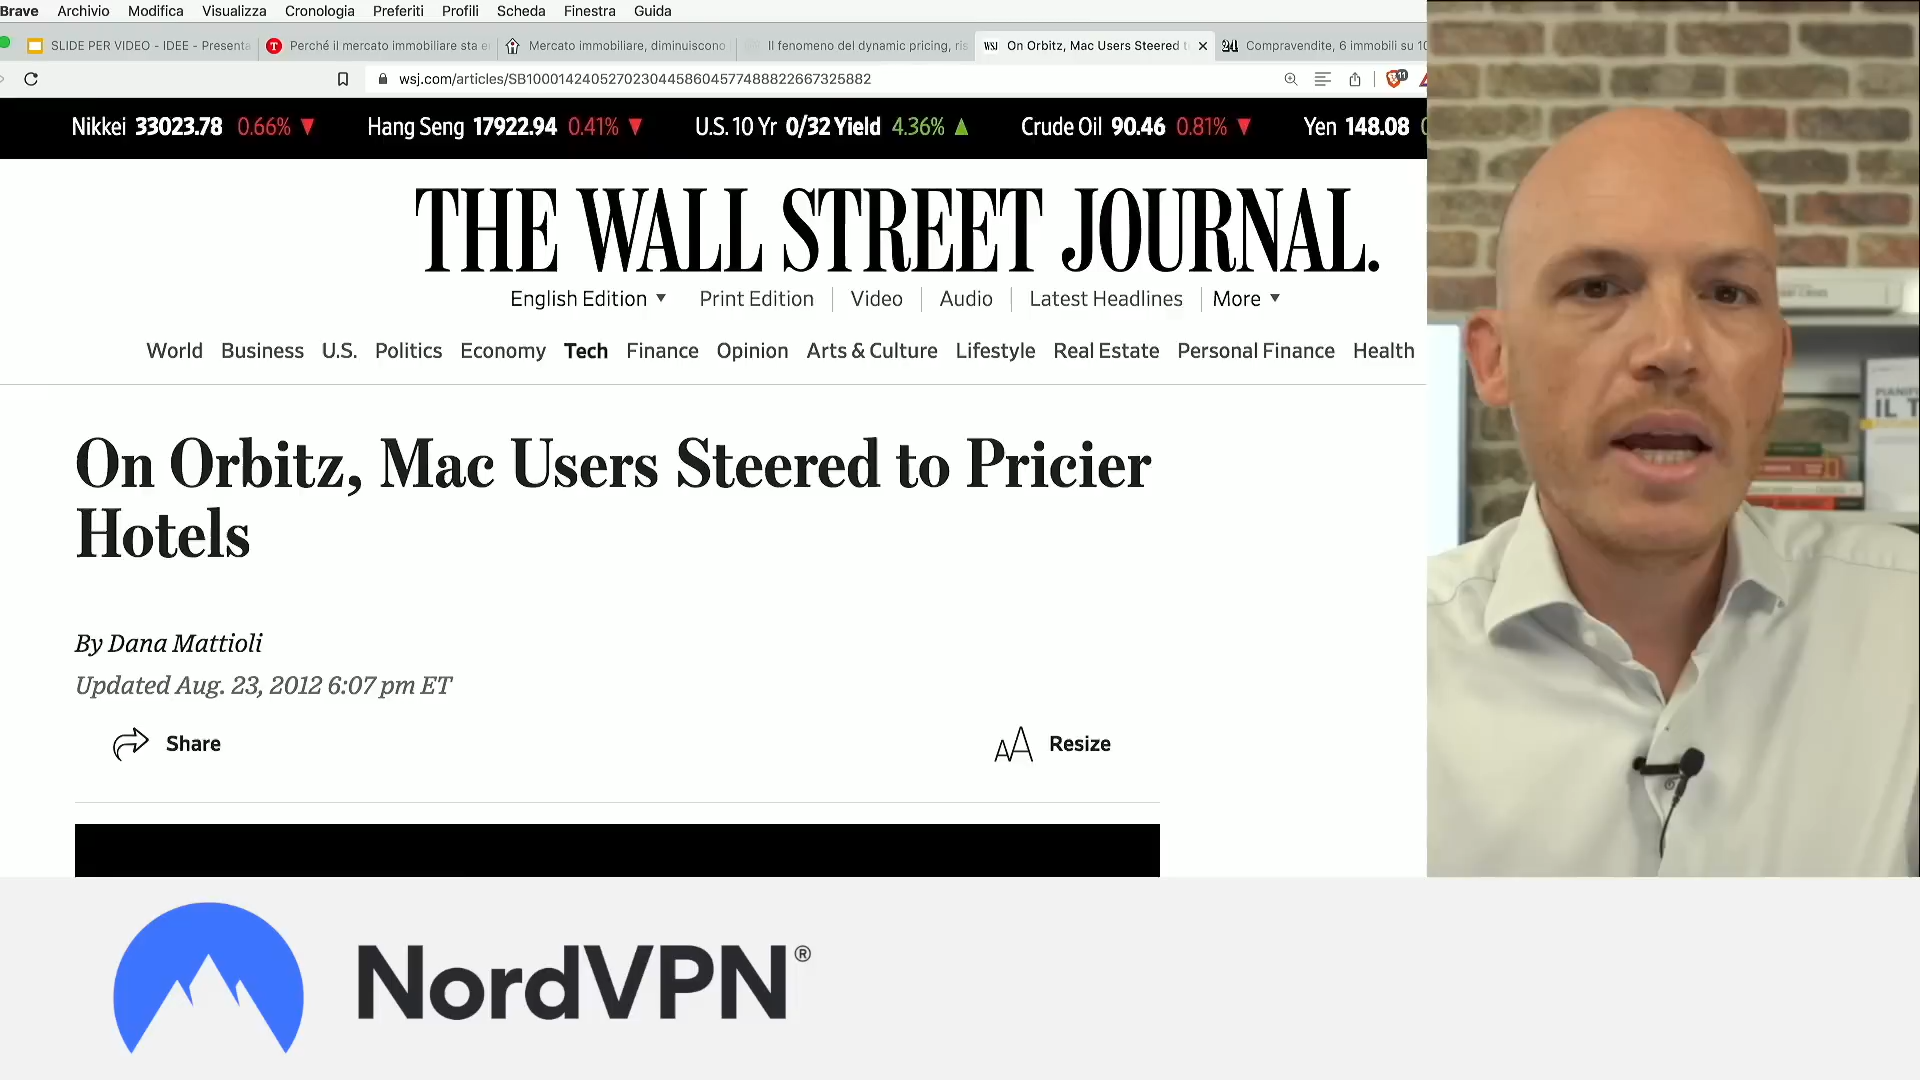 Brave Archivio Modifica Visualizza Cronologia Preferiti Profili Scheda Finestra Guida
SLIDE PER VIDEO - IDEE - Presenta
Perché il mercato immobiliare sta
Mercato immobiliare, diminuiscono
Il fenomeno del dynamic pricing, ris
WSJ On Orbitz, Mac Users Steered
24 Compravendite, 6 immobili su 10
wsj.com/articles/SB10001424052702304458604577488822667325882
11
Nikkei 33023.78 0.66% ▼ Hang Seng 17922.94 0.41% ▼ U.S. 10 Yr 0/32 Yield 4.36% ▲ Crude Oil 90.46 0.81% ▼ Yen 148.08
THE WALL STREET JOURNAL.
English Edition ▼ Print Edition Video Audio Latest Headlines More ▼
World Business U.S. Politics Economy Tech Finance Opinion Arts & Culture Lifestyle Real Estate Personal Finance Health
On Orbitz, Mac Users Steered to Pricier
Hotels
By Dana Mattioli
Updated Aug. 23, 2012 6:07 pm ET
Share
AA Resize
PIANIFI
IL T
NordVPN®